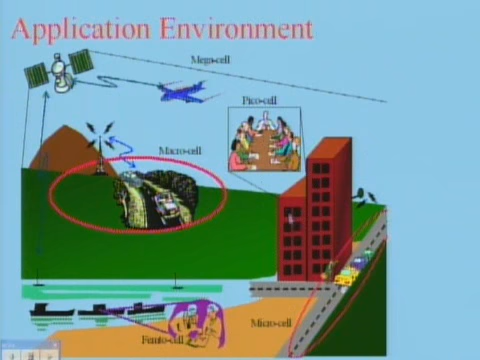 Application Environment
Mega-cell
Pico-cell
Macro-cell
Micro-cell
Femto-cell